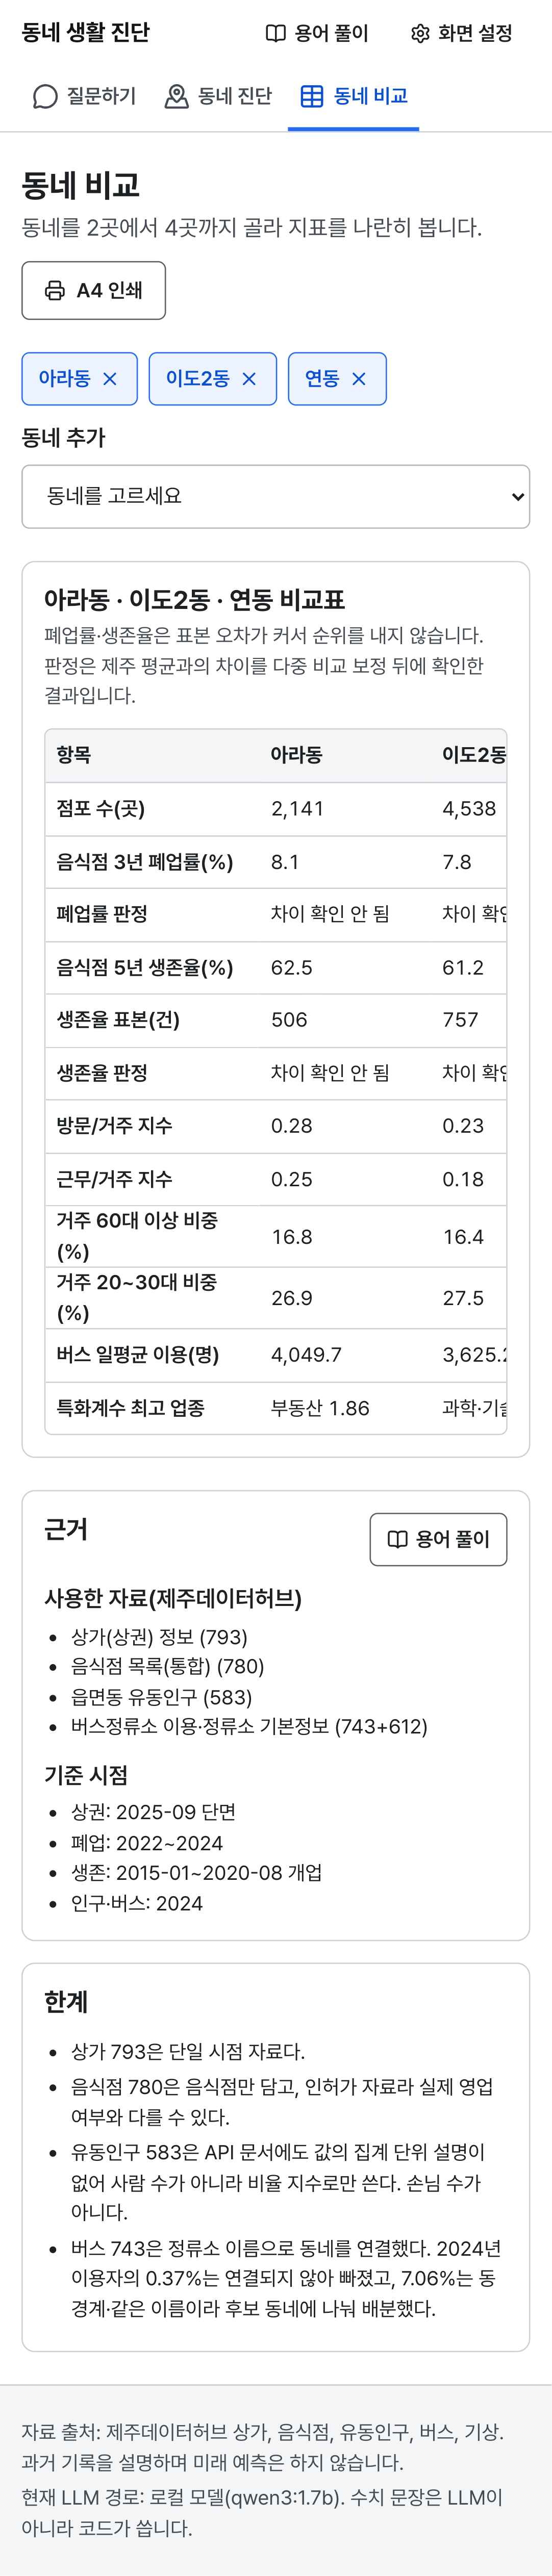 동네 생활 진단
용어 풀이
화면 설정
질문하기
동네 진단
동네 비교
동네 비교
동네를 2곳에서 4곳까지 골라 지표를 나란히 봅니다.
A4 인쇄
아라동 ×
이도2동 ×
연동 ×
동네 추가
동네를 고르세요
아라동 · 이도2동 · 연동 비교표
폐업률·생존율은 표본 오차가 커서 순위를 내지 않습니다.
판정은 제주 평균과의 차이를 다중 비교 보정 뒤에 확인한
결과입니다.
항목 아라동 이도2동
점포 수(곳) 2,141 4,538
음식점 3년 폐업률(%) 8.1 7.8
폐업률 판정 차이 확인 안 됨 차이 확인
음식점 5년 생존율(%) 62.5 61.2
생존율 표본(건) 506 757
생존율 판정 차이 확인 안 됨 차이 확인
방문/거주 지수 0.28 0.23
근무/거주 지수 0.25 0.18
거주 60대 이상 비중
(%) 16.8 16.4
거주 20~30대 비중
(%) 26.9 27.5
버스 일평균 이용(명) 4,049.7 3,625.2
특화계수 최고 업종 부동산 1.86 과학·기술
근거
용어 풀이
사용한 자료(제주데이터허브)
• 상가(상권) 정보 (793)
• 음식점 목록(통합) (780)
• 읍면동 유동인구 (583)
• 버스정류소 이용·정류소 기본정보 (743+612)
기준 시점
• 상권: 2025-09 단면
• 폐업: 2022~2024
• 생존: 2015-01~2020-08 개업
• 인구·버스: 2024
한계
• 상가 793은 단일 시점 자료다.
• 음식점 780은 음식점만 담고, 인허가 자료라 실제 영업
여부와 다를 수 있다.
• 유동인구 583은 API 문서에도 값의 집계 단위 설명이
없어 사람 수가 아니라 비율 지수로만 쓴다. 손님 수가
아니다.
• 버스 743은 정류소 이름으로 동네를 연결했다. 2024년
이용자의 0.37%는 연결되지 않아 빠졌고, 7.06%는 동
경계·같은 이름이라 후보 동네에 나눠 배분했다.
자료 출처: 제주데이터허브 상가, 음식점, 유동인구, 버스, 기상.
과거 기록을 설명하며 미래 예측은 하지 않습니다.
현재 LLM 경로: 로컬 모델(qwen3:1.7b). 수치 문장은 LLM이
아니라 코드가 씁니다.